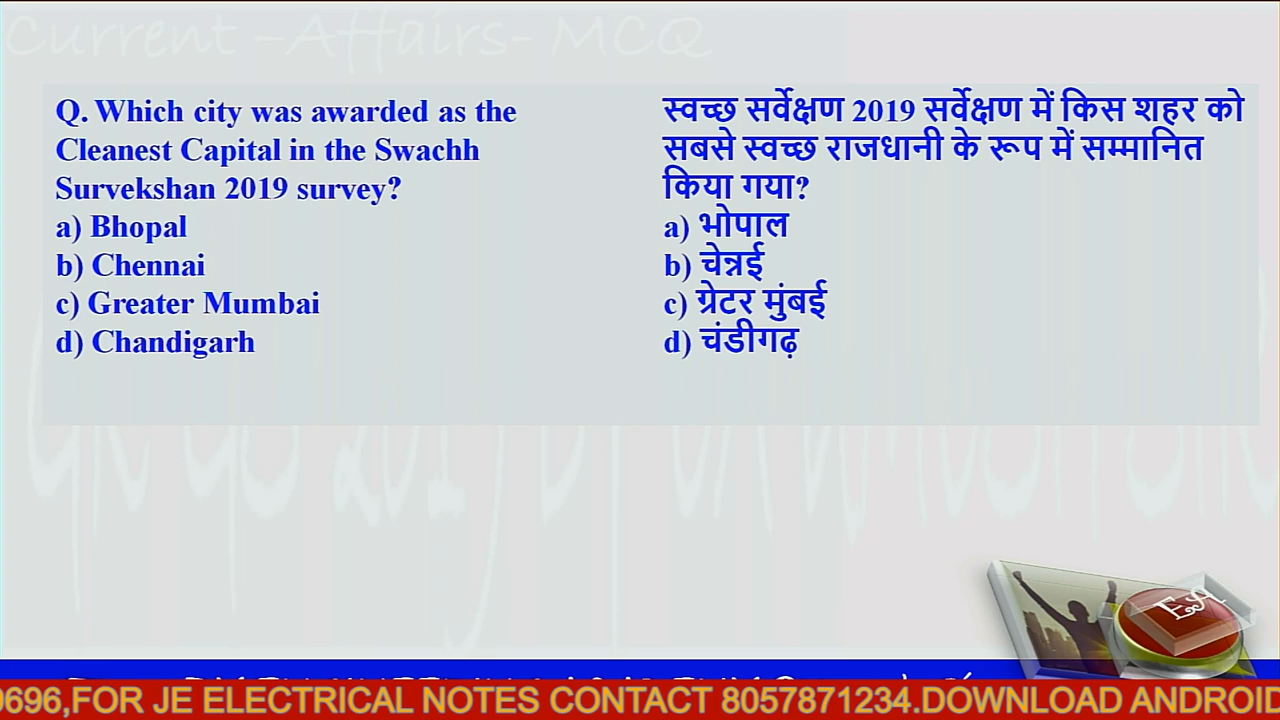 Current -Affairs- MCQ
Q. Which city was awarded as the
Cleanest Capital in the Swachh
Survekshan 2019 survey?
a) Bhopal
b) Chennai
c) Greater Mumbai
d) Chandigarh
स्वच्छ सर्वेक्षण 2019 सर्वेक्षण में किस शहर को
सबसे स्वच्छ राजधानी के रूप में सम्मानित
किया गया?
a) भोपाल
b) चेन्नई
c) ग्रेटर मुंबई
d) चंडीगढ़
EA
0696,FOR JE ELECTRICAL NOTES CONTACT 8057871234.DOWNLOAD ANDROID